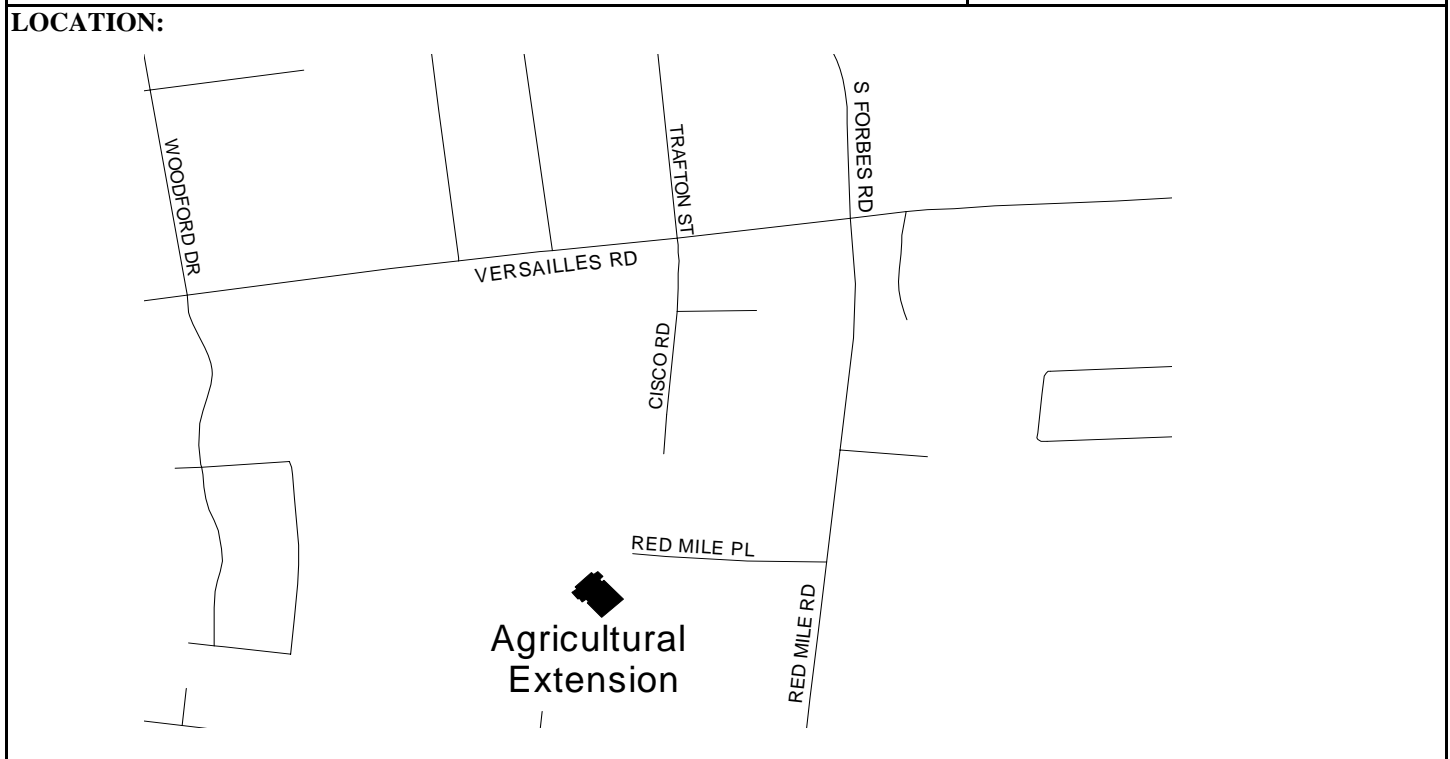 LOCATION:
S FORBES RD
TRAFTON ST
WOODFORD DR
VERSAILLES RD
CISCO RD
RED MILE PL
RED MILE RD
Agricultural
Extension